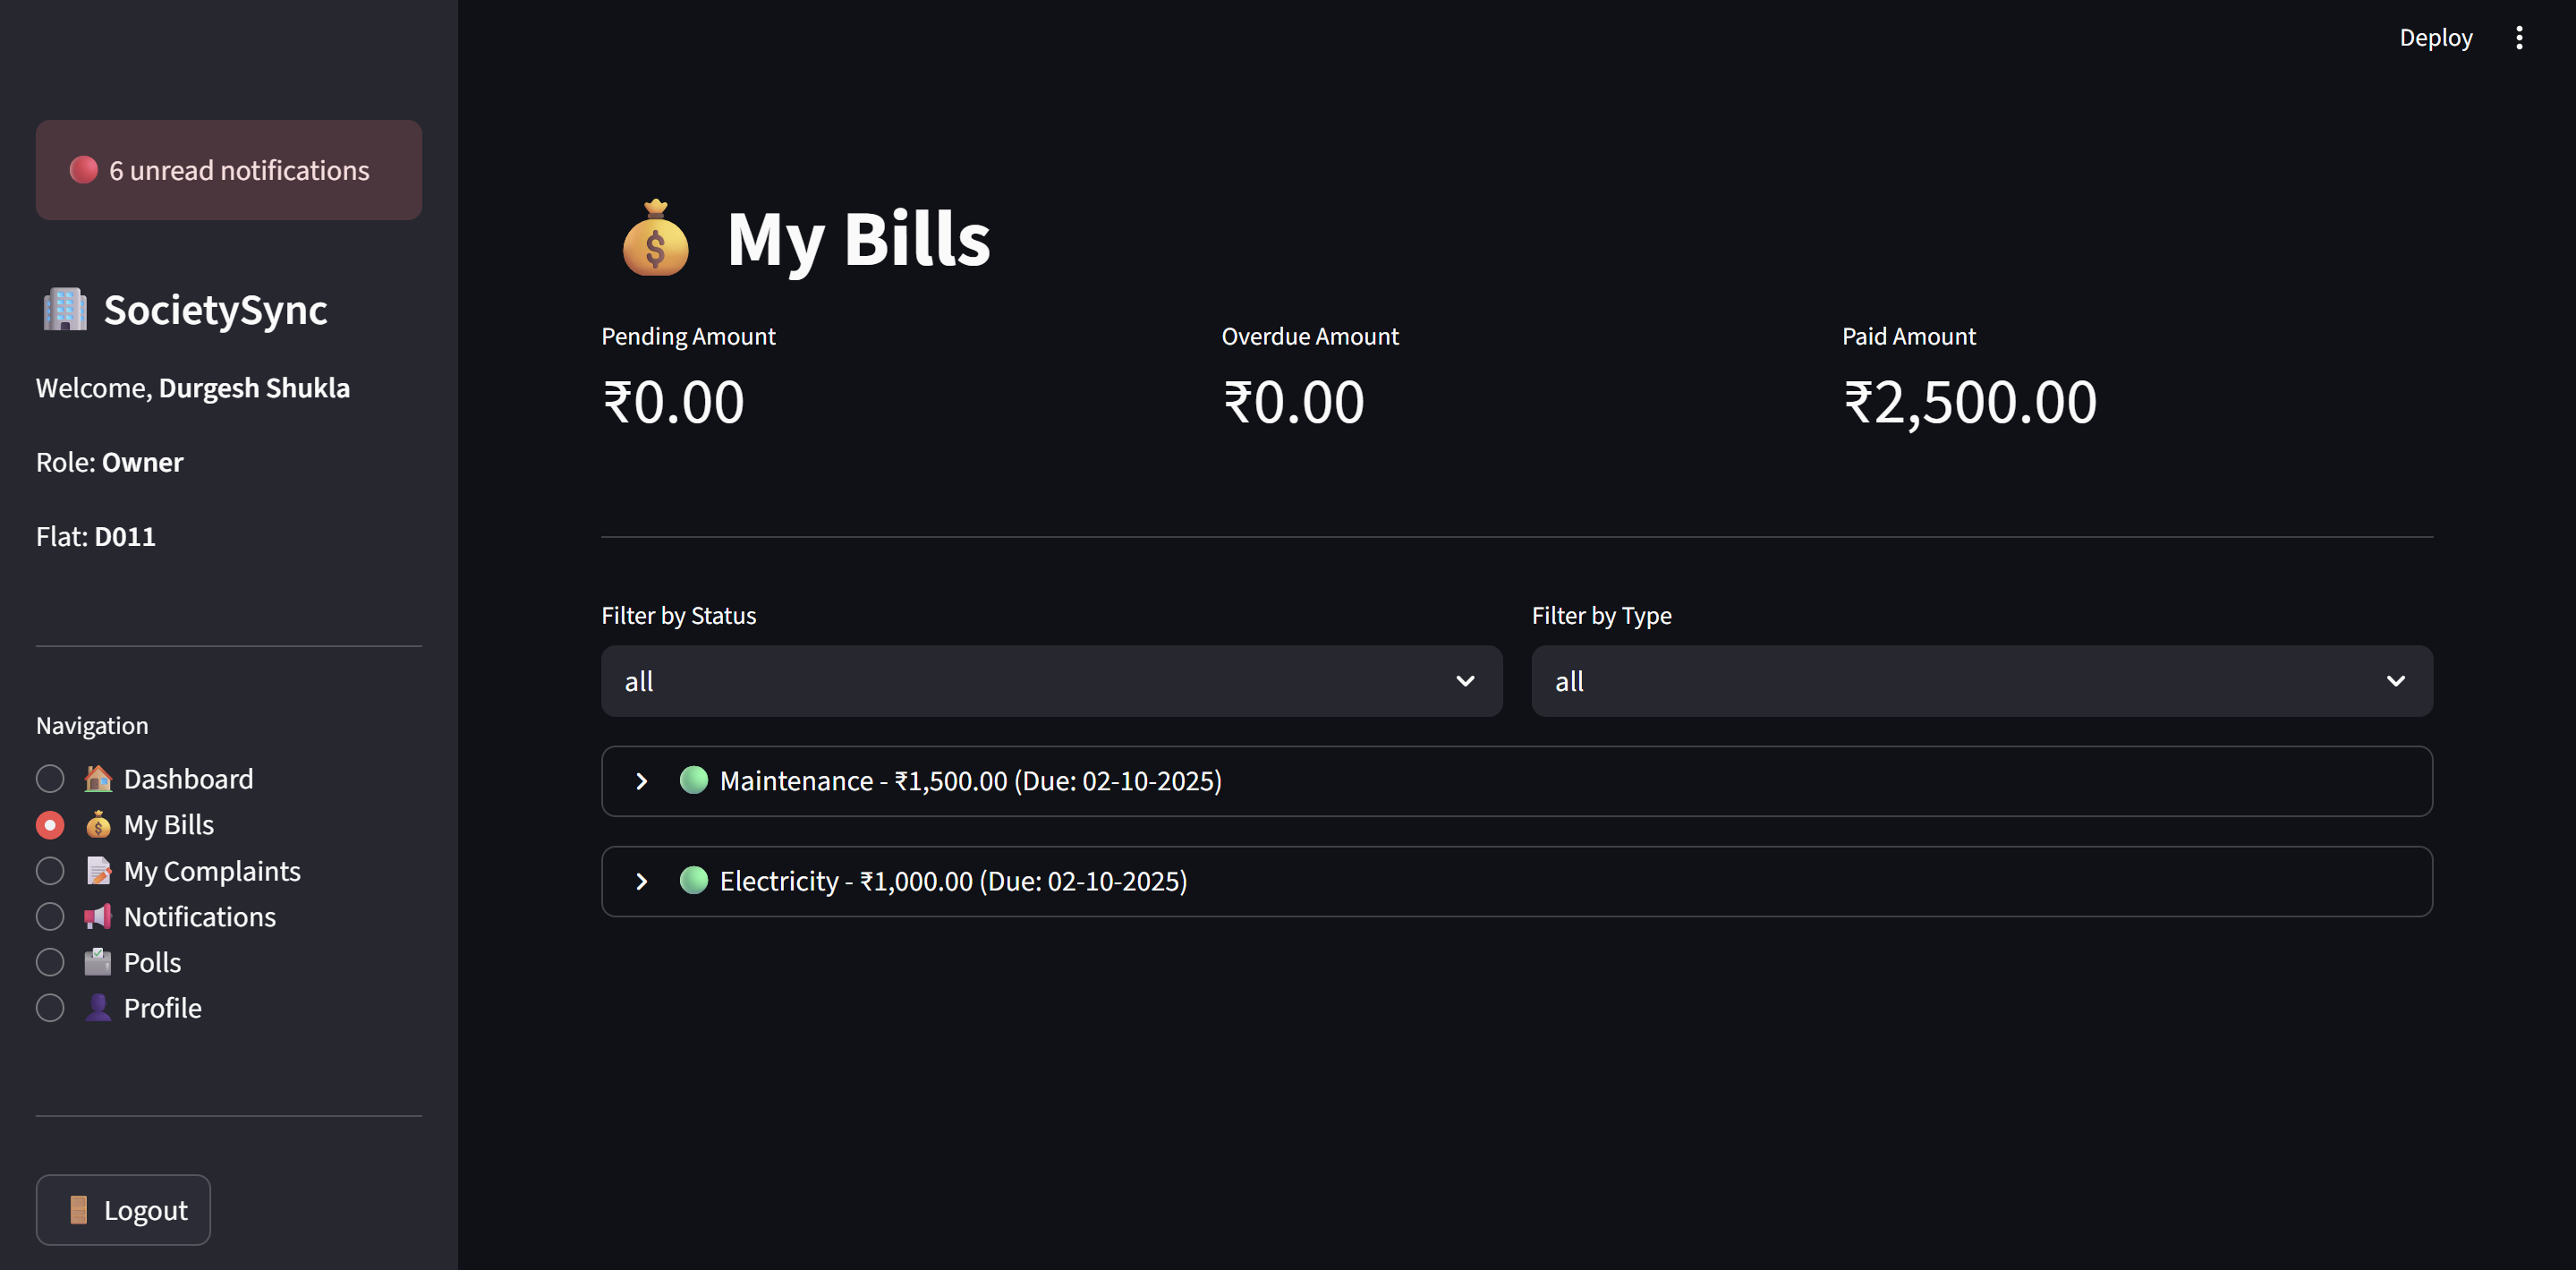 Deploy
6 unread notifications
SocietySync
Welcome, Durgesh Shukla
Role: Owner
Flat: D011
Navigation
Dashboard
My Bills
My Complaints
Notifications
Polls
Profile
Logout
My Bills
Pending Amount
₹0.00
Overdue Amount
₹0.00
Paid Amount
₹2,500.00
Filter by Status
all
Filter by Type
all
Maintenance - ₹1,500.00 (Due: 02-10-2025)
Electricity - ₹1,000.00 (Due: 02-10-2025)